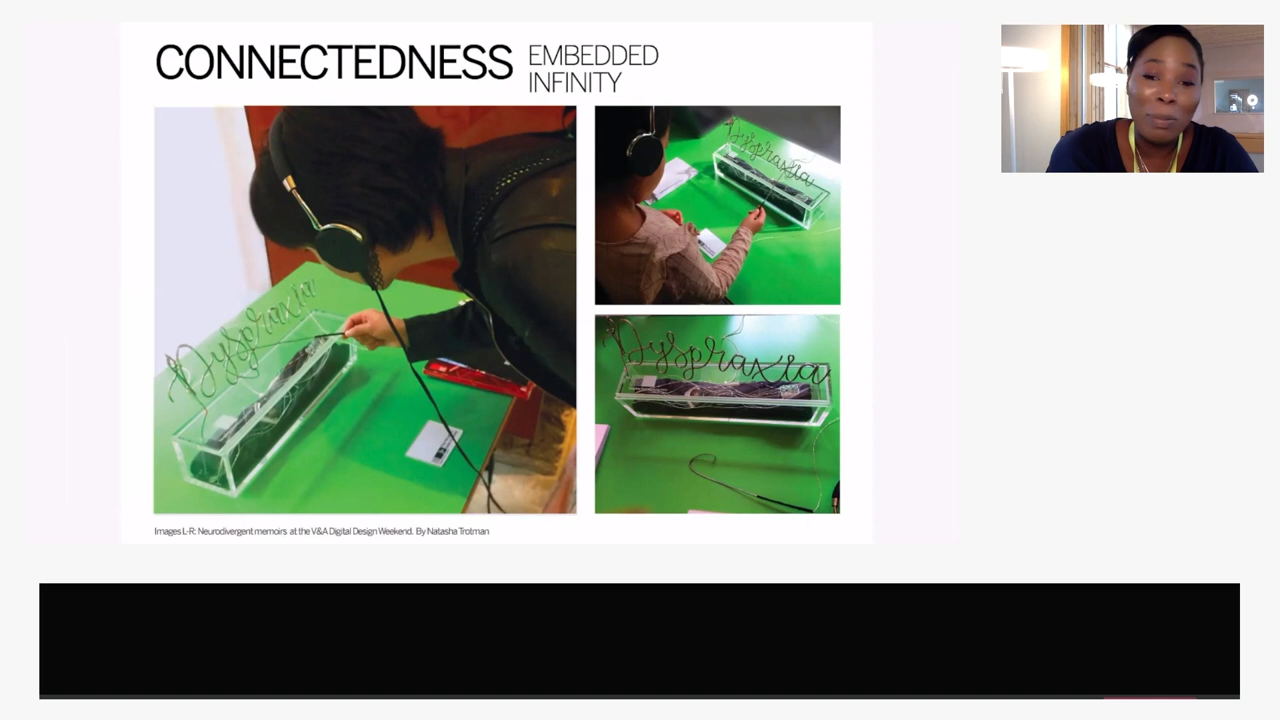 CONNECTEDNESS
EMBEDDED
INFINITY
Dyspraxia
Dyspraxia
Dyspraxia
Images L-R: Neurodivergent memoirs at the V&A Digital Design Weekend. By Natasha Trotman